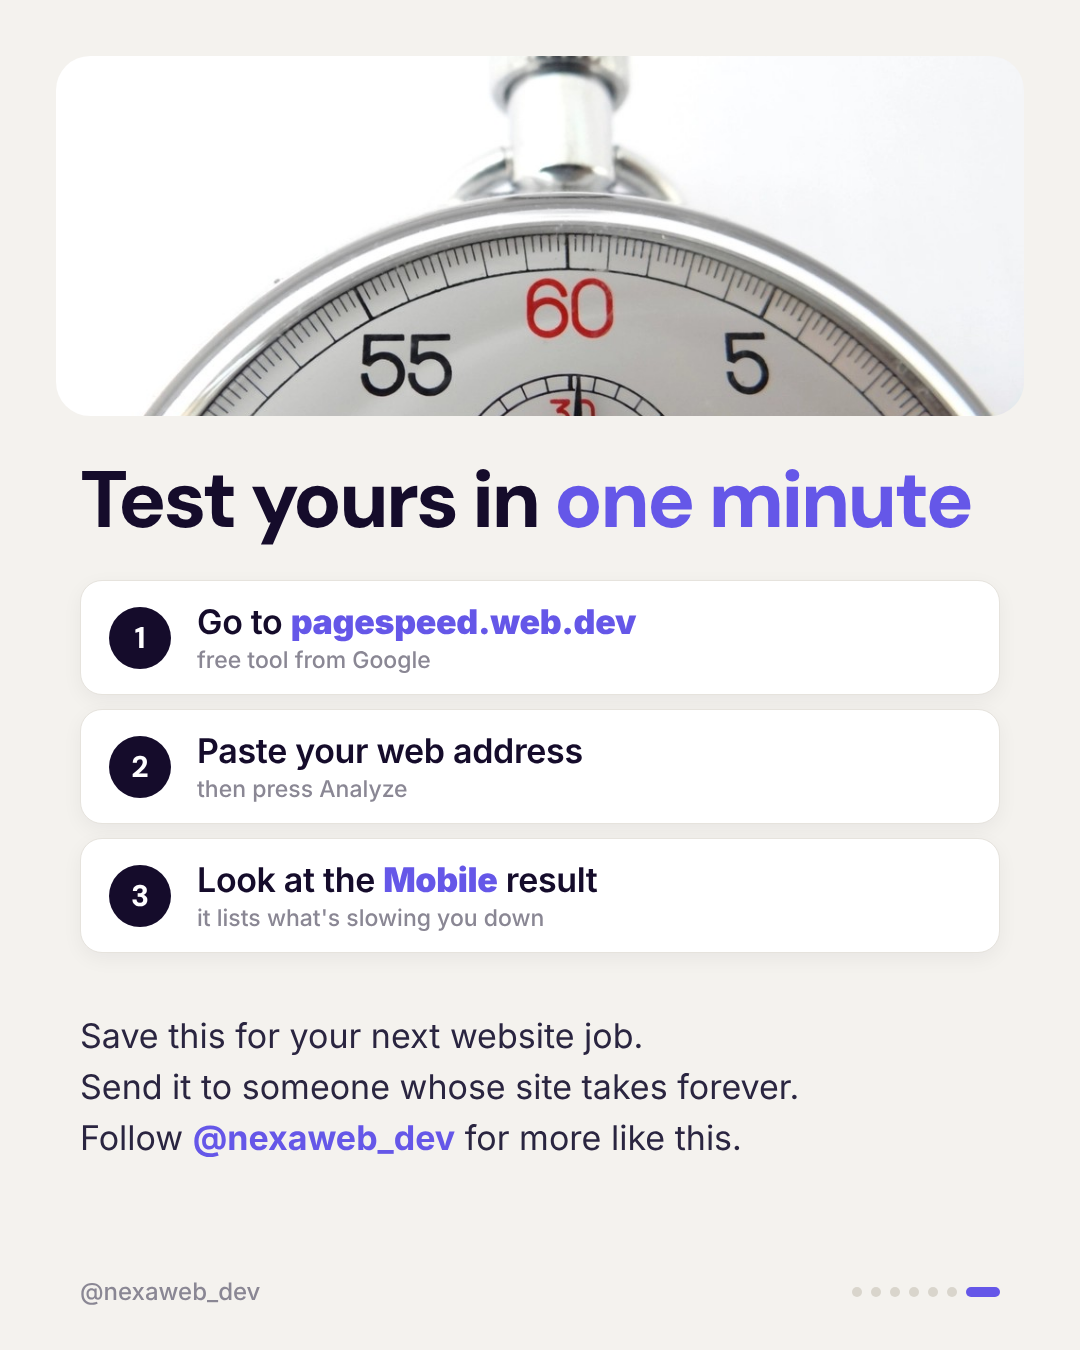 60
55
5
30
Test yours in one minute
1
Go to pagespeed.web.dev
free tool from Google
2
Paste your web address
then press Analyze
3
Look at the Mobile result
it lists what's slowing you down
Save this for your next website job.
Send it to someone whose site takes forever.
Follow @nexaweb_dev for more like this.
@nexaweb_dev